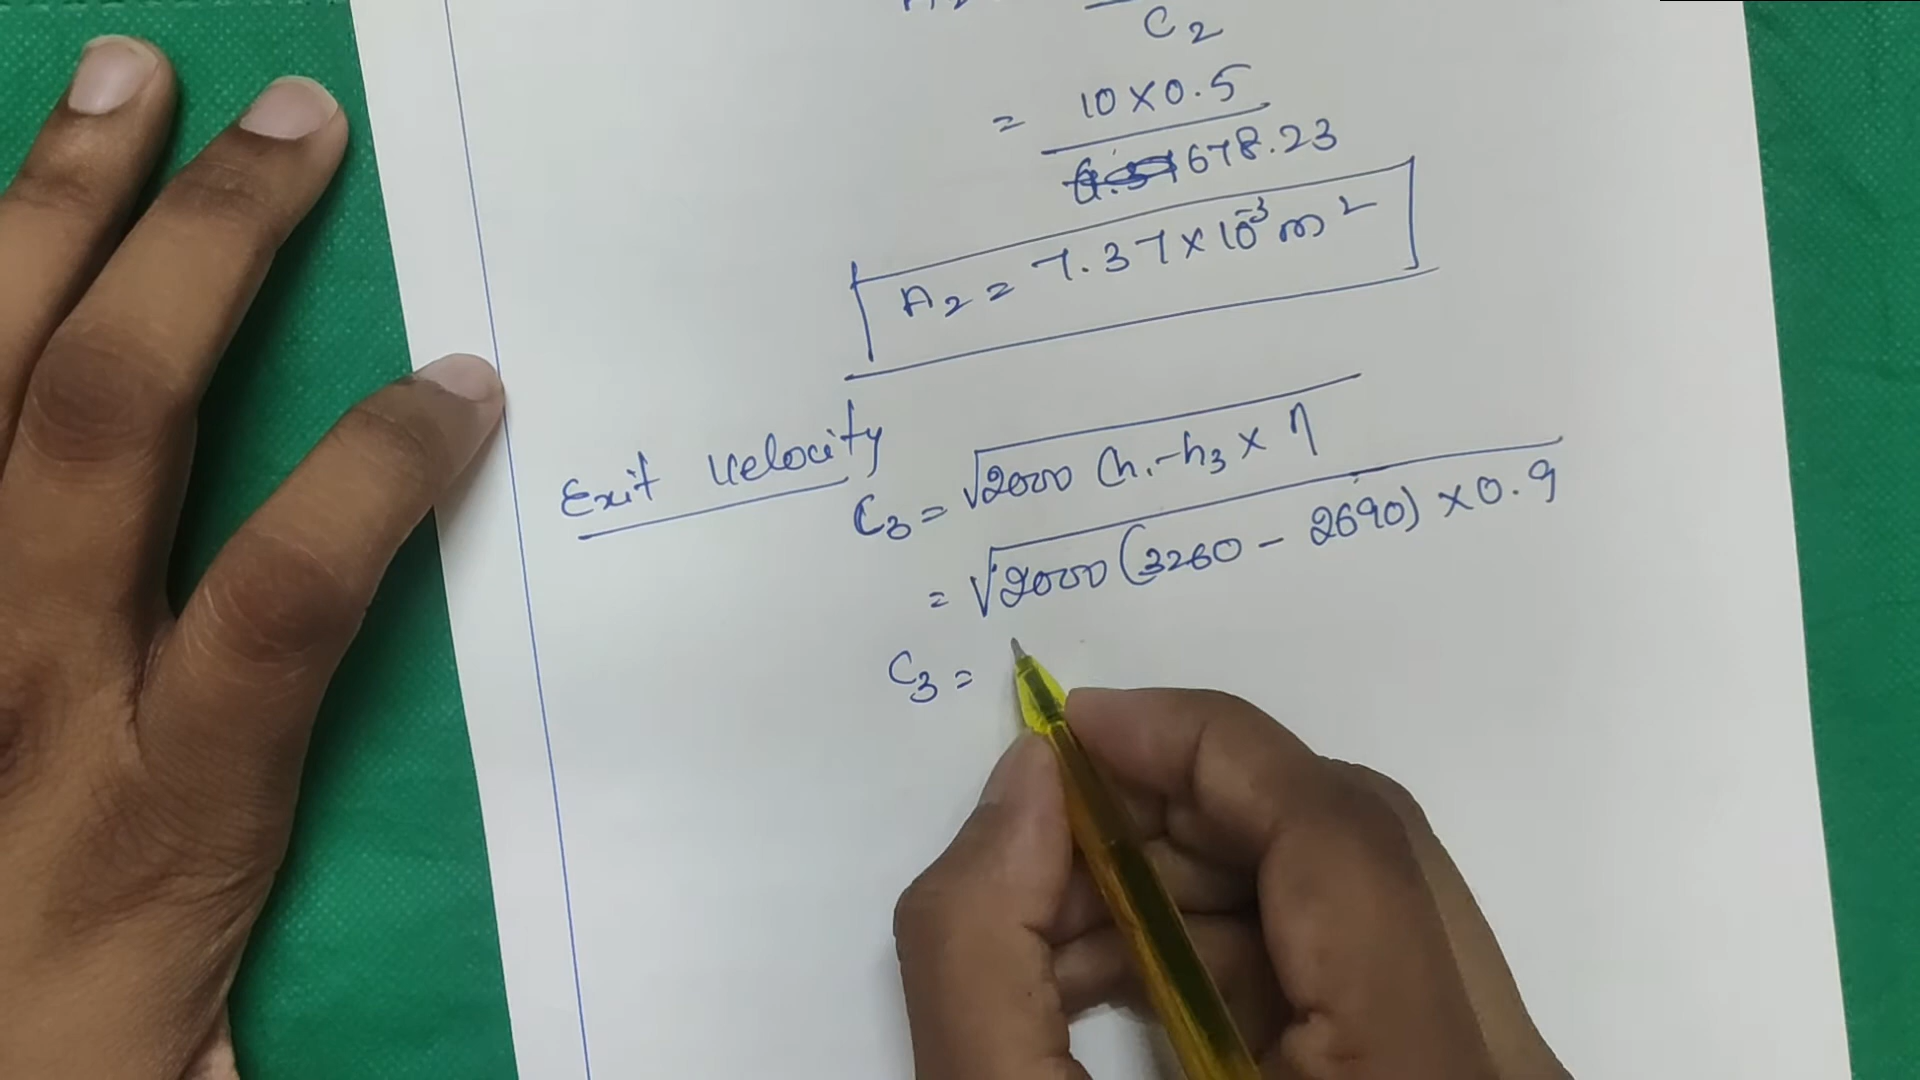 C2
= 10 × 0.5
678.23
A2 = 7.37 × 10^-3 m^2
Exit Velocity
C3 = √2000 (h1-h3 × η
= √2000 (3260 - 2690) × 0.9
C3 =